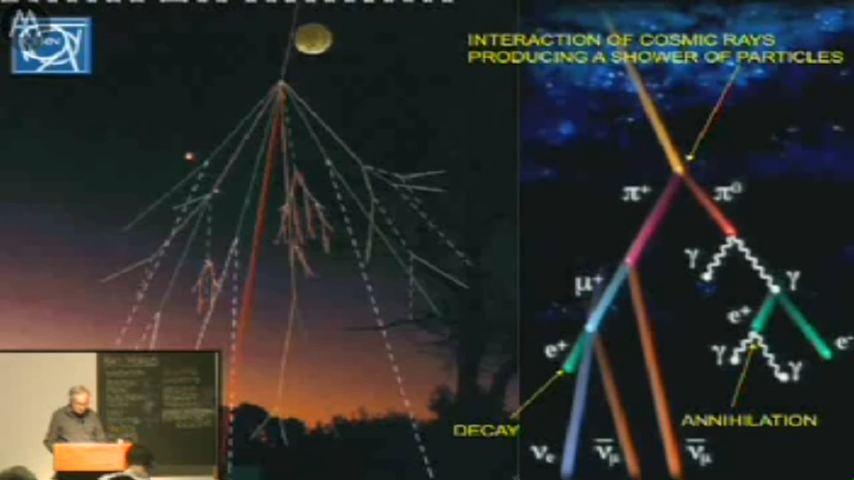 INTERACTION OF COSMIC RAYS
PRODUCING A SHOWER OF PARTICLES
π+ π0
γ γ
μ+
e+ e+ e-
γ γ
DECAY ANNIHILATION
νe ν̅μ ν̅μ